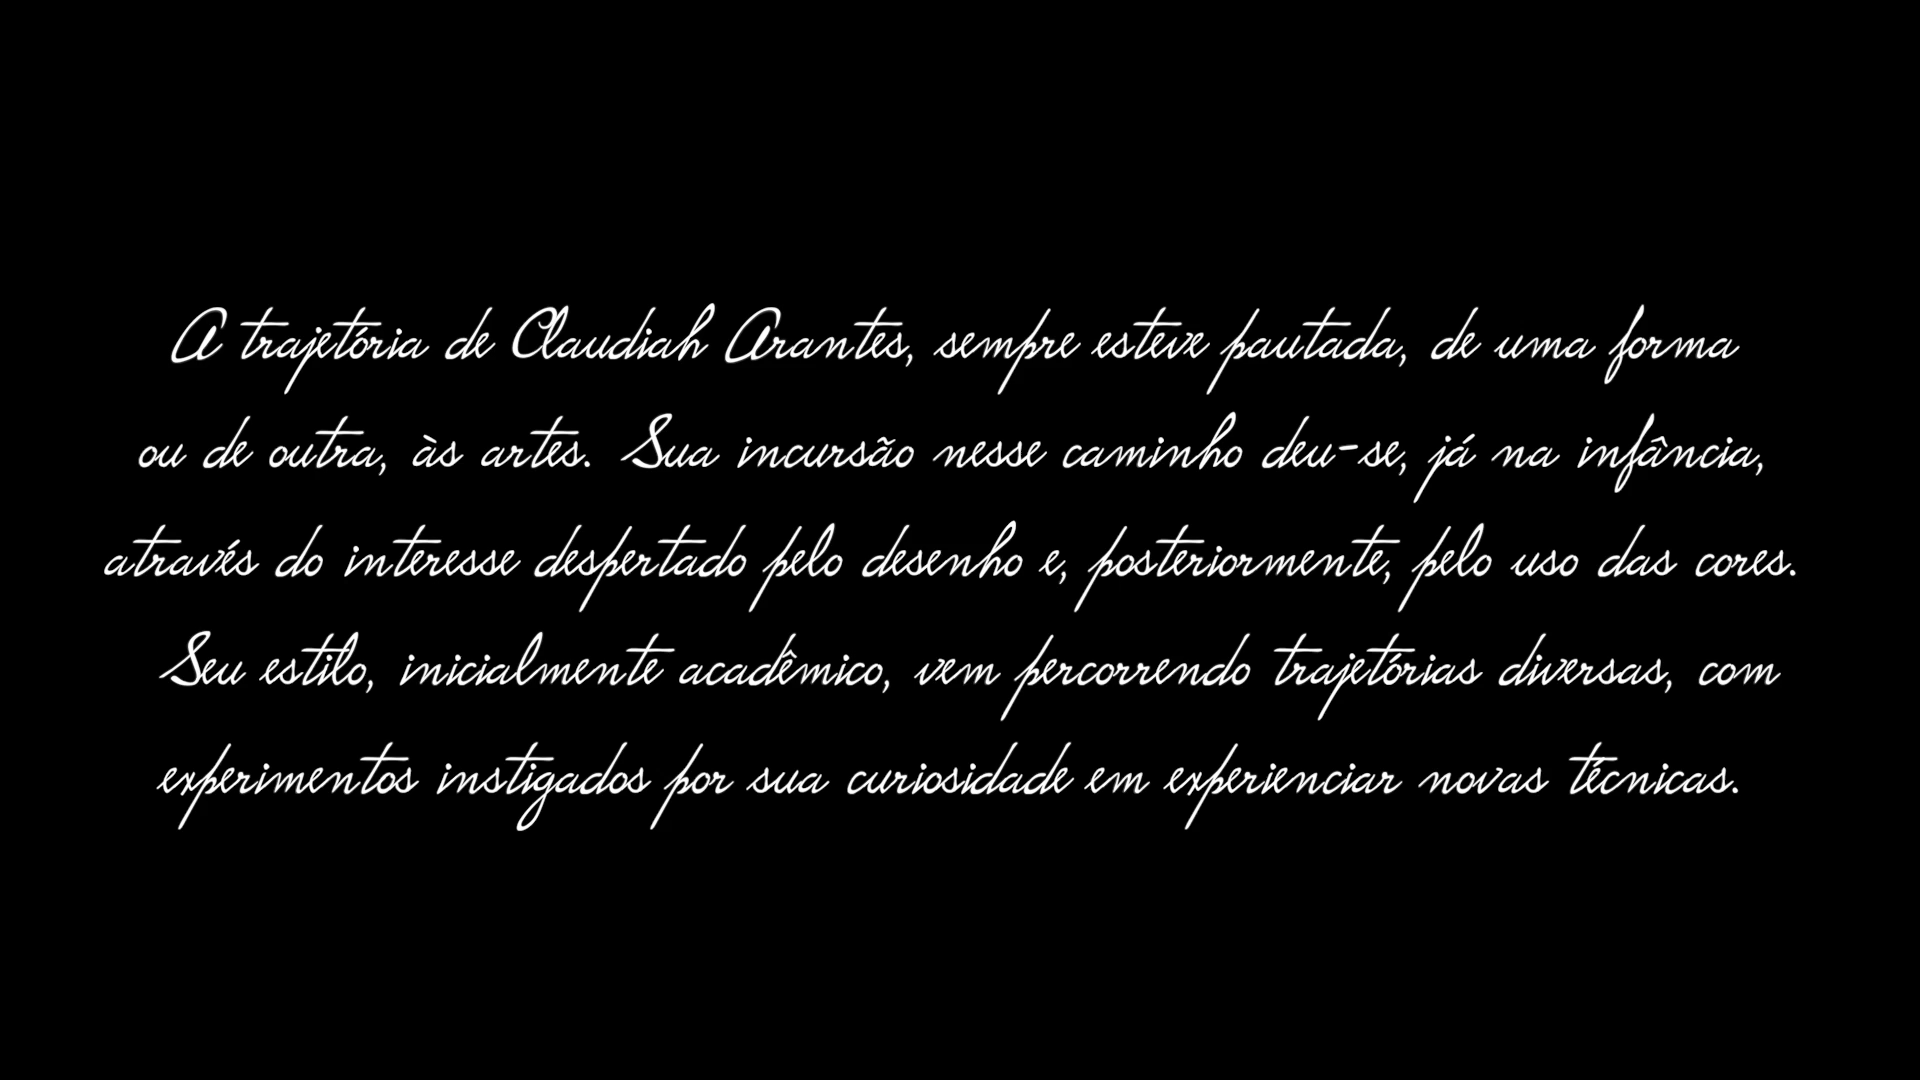 A trajetória de Claudiah Arantes, sempre esteve pautada, de uma forma
ou de outra, às artes. Sua incursão nesse caminho deu-se, já na infância,
através do interesse despertado pelo desenho e, posteriormente, pelo uso das cores.
Seu estilo, inicialmente acadêmico, vem percorrendo trajetórias diversas, com
experimentos instigados por sua curiosidade em experienciar novas técnicas.